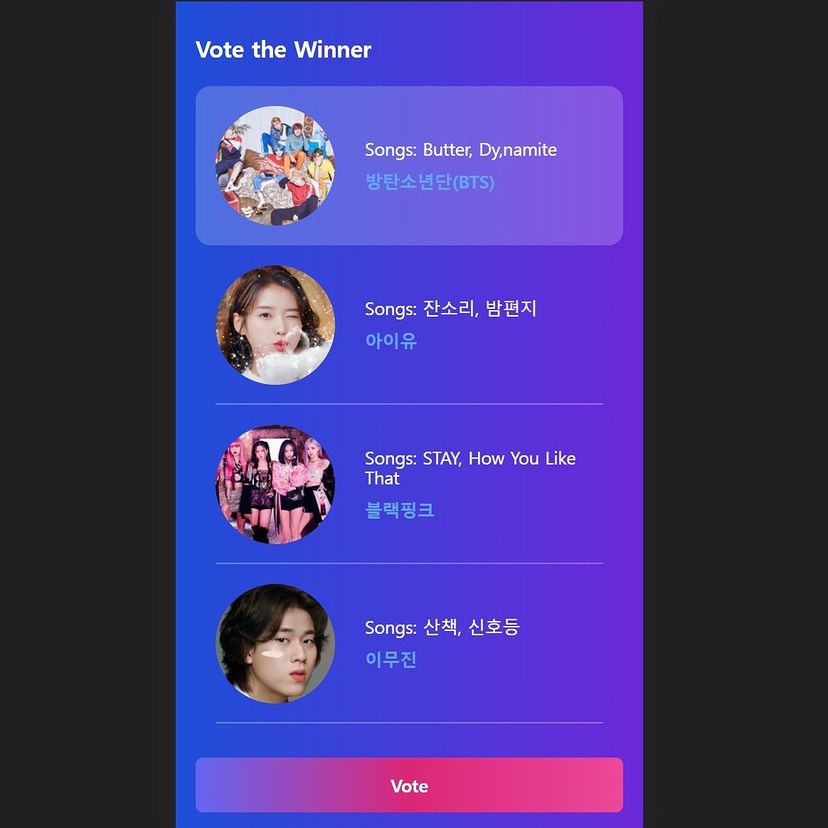 Vote the Winner
Songs: Butter, Dy,namite
방탄소년단(BTS)
Songs: 잔소리, 밤편지
아이유
Songs: STAY, How You Like
That
블랙핑크
Songs: 산책, 신호등
이무진
Vote